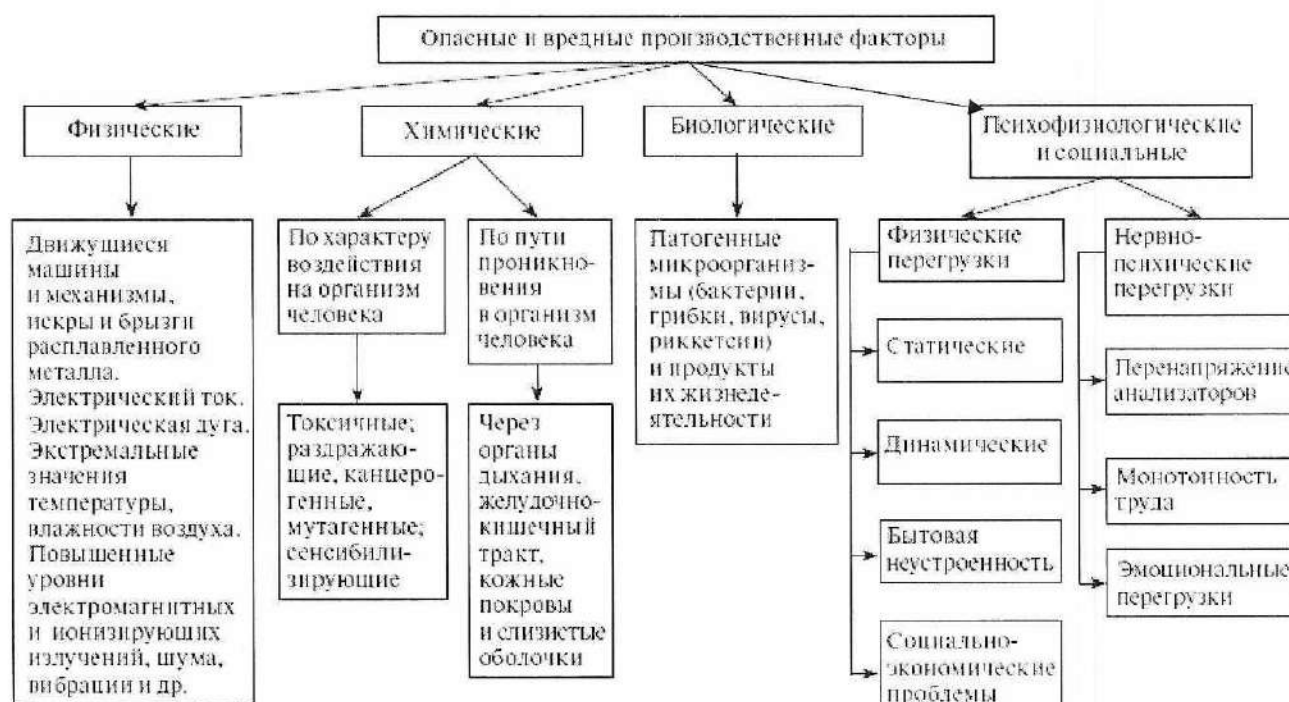 Опасные и вредные производственные факторы
Физические
Химические
Биологические
Психофизиологические
и социальные
Движущиеся
машины
и механизмы,
искры и брызги
расплавленного
металла.
Электрический ток.
Электрическая дуга.
Экстремальные
значения
температуры,
влажности воздуха.
Повышенные
уровни
электромагнитных
и ионизирующих
излучений, шума,
вибрации и др.
По характеру
воздействия
на организм
человека
Токсичные;
раздражаю-
щие, канцеро-
генные,
мутагенные;
сенсибили-
зирующие
По пути
проникно-
вения
в организм
человека
Через
органы
дыхания,
желудочно-
кишечный
тракт,
кожные
покровы
и слизистые
оболочки
Патогенные
микроорганиз-
мы (бактерии,
грибки, вирусы,
риккетсии)
и продукты
их жизнеде-
ятельности
Физические
перегрузки
Статические
Динамические
Бытовая
неустроенность
Социально-
экономические
проблемы
Нервно-
психические
перегрузки
Перенапряжение
анализаторов
Монотонность
труда
Эмоциональные
перегрузки